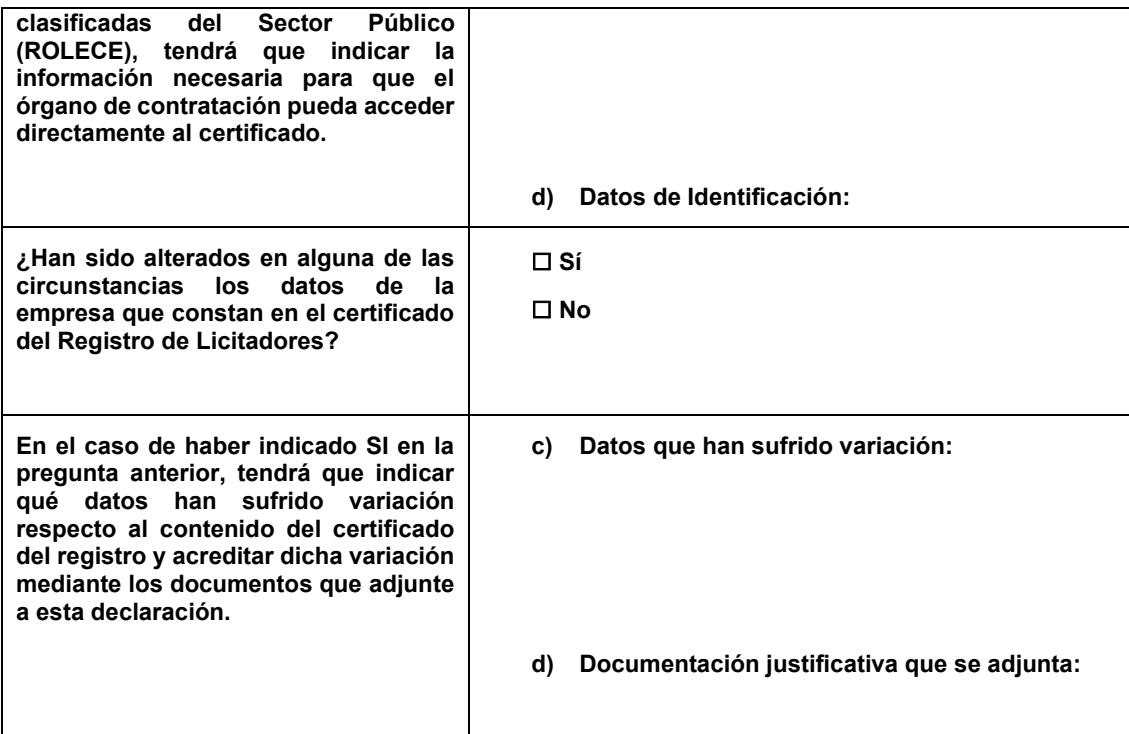 clasificadas del Sector Público
(ROLECE), tendrá que indicar la
información necesaria para que el
órgano de contratación pueda acceder
directamente al certificado.
d) Datos de Identificación:
¿Han sido alterados en alguna de las
circunstancias los datos de la
empresa que constan en el certificado
del Registro de Licitadores?
☐ Sí
☐ No
En el caso de haber indicado SI en la
pregunta anterior, tendrá que indicar
qué datos han sufrido variación
respecto al contenido del certificado
del registro y acreditar dicha variación
mediante los documentos que adjunte
a esta declaración.
c) Datos que han sufrido variación:
d) Documentación justificativa que se adjunta: